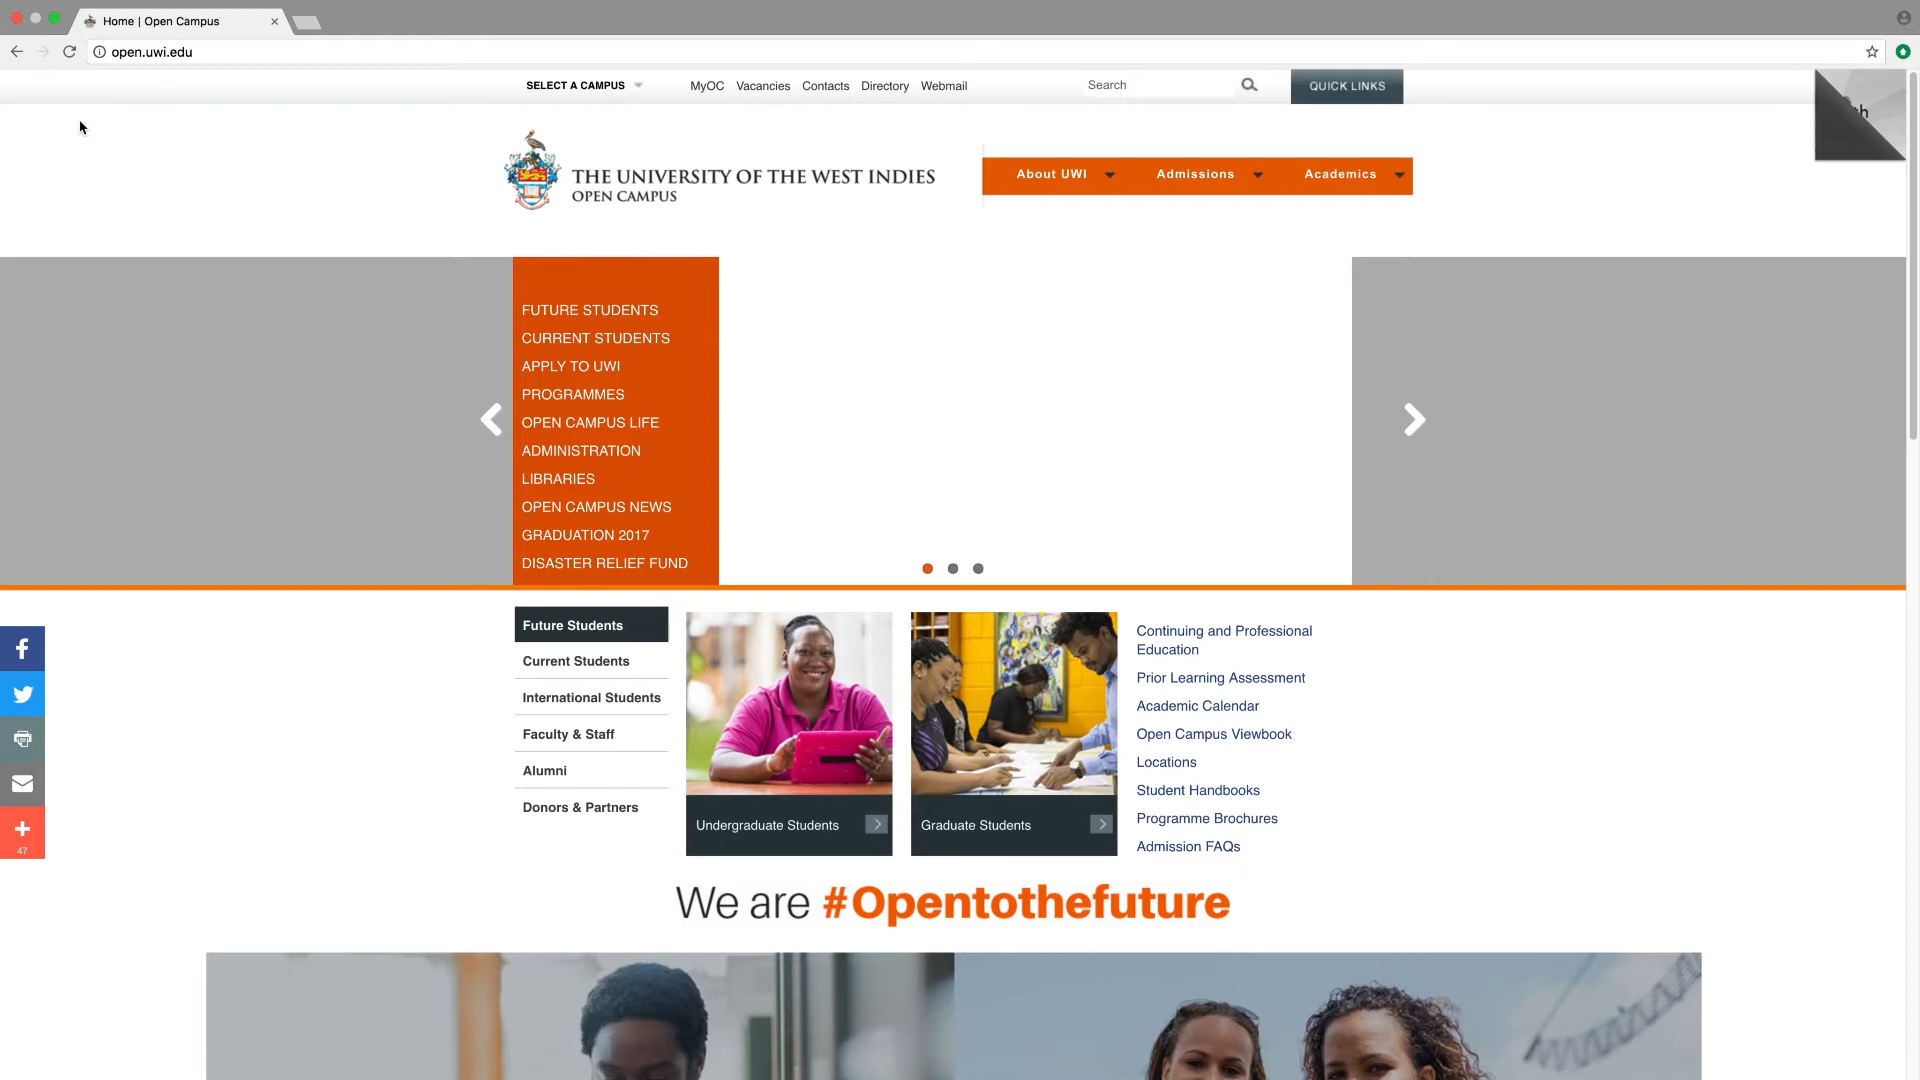 Home | Open Campus
open.uwi.edu
SELECT A CAMPUS
MyOC Vacancies Contacts Directory Webmail
Search
QUICK LINKS
THE UNIVERSITY OF THE WEST INDIES
OPEN CAMPUS
About UWI Admissions Academics
FUTURE STUDENTS
CURRENT STUDENTS
APPLY TO UWI
PROGRAMMES
OPEN CAMPUS LIFE
ADMINISTRATION
LIBRARIES
OPEN CAMPUS NEWS
GRADUATION 2017
DISASTER RELIEF FUND
Future Students
Current Students
International Students
Faculty & Staff
Alumni
Donors & Partners
Undergraduate Students
Graduate Students
Continuing and Professional
Education
Prior Learning Assessment
Academic Calendar
Open Campus Viewbook
Locations
Student Handbooks
Programme Brochures
Admission FAQs
47
We are #Opentothefuture